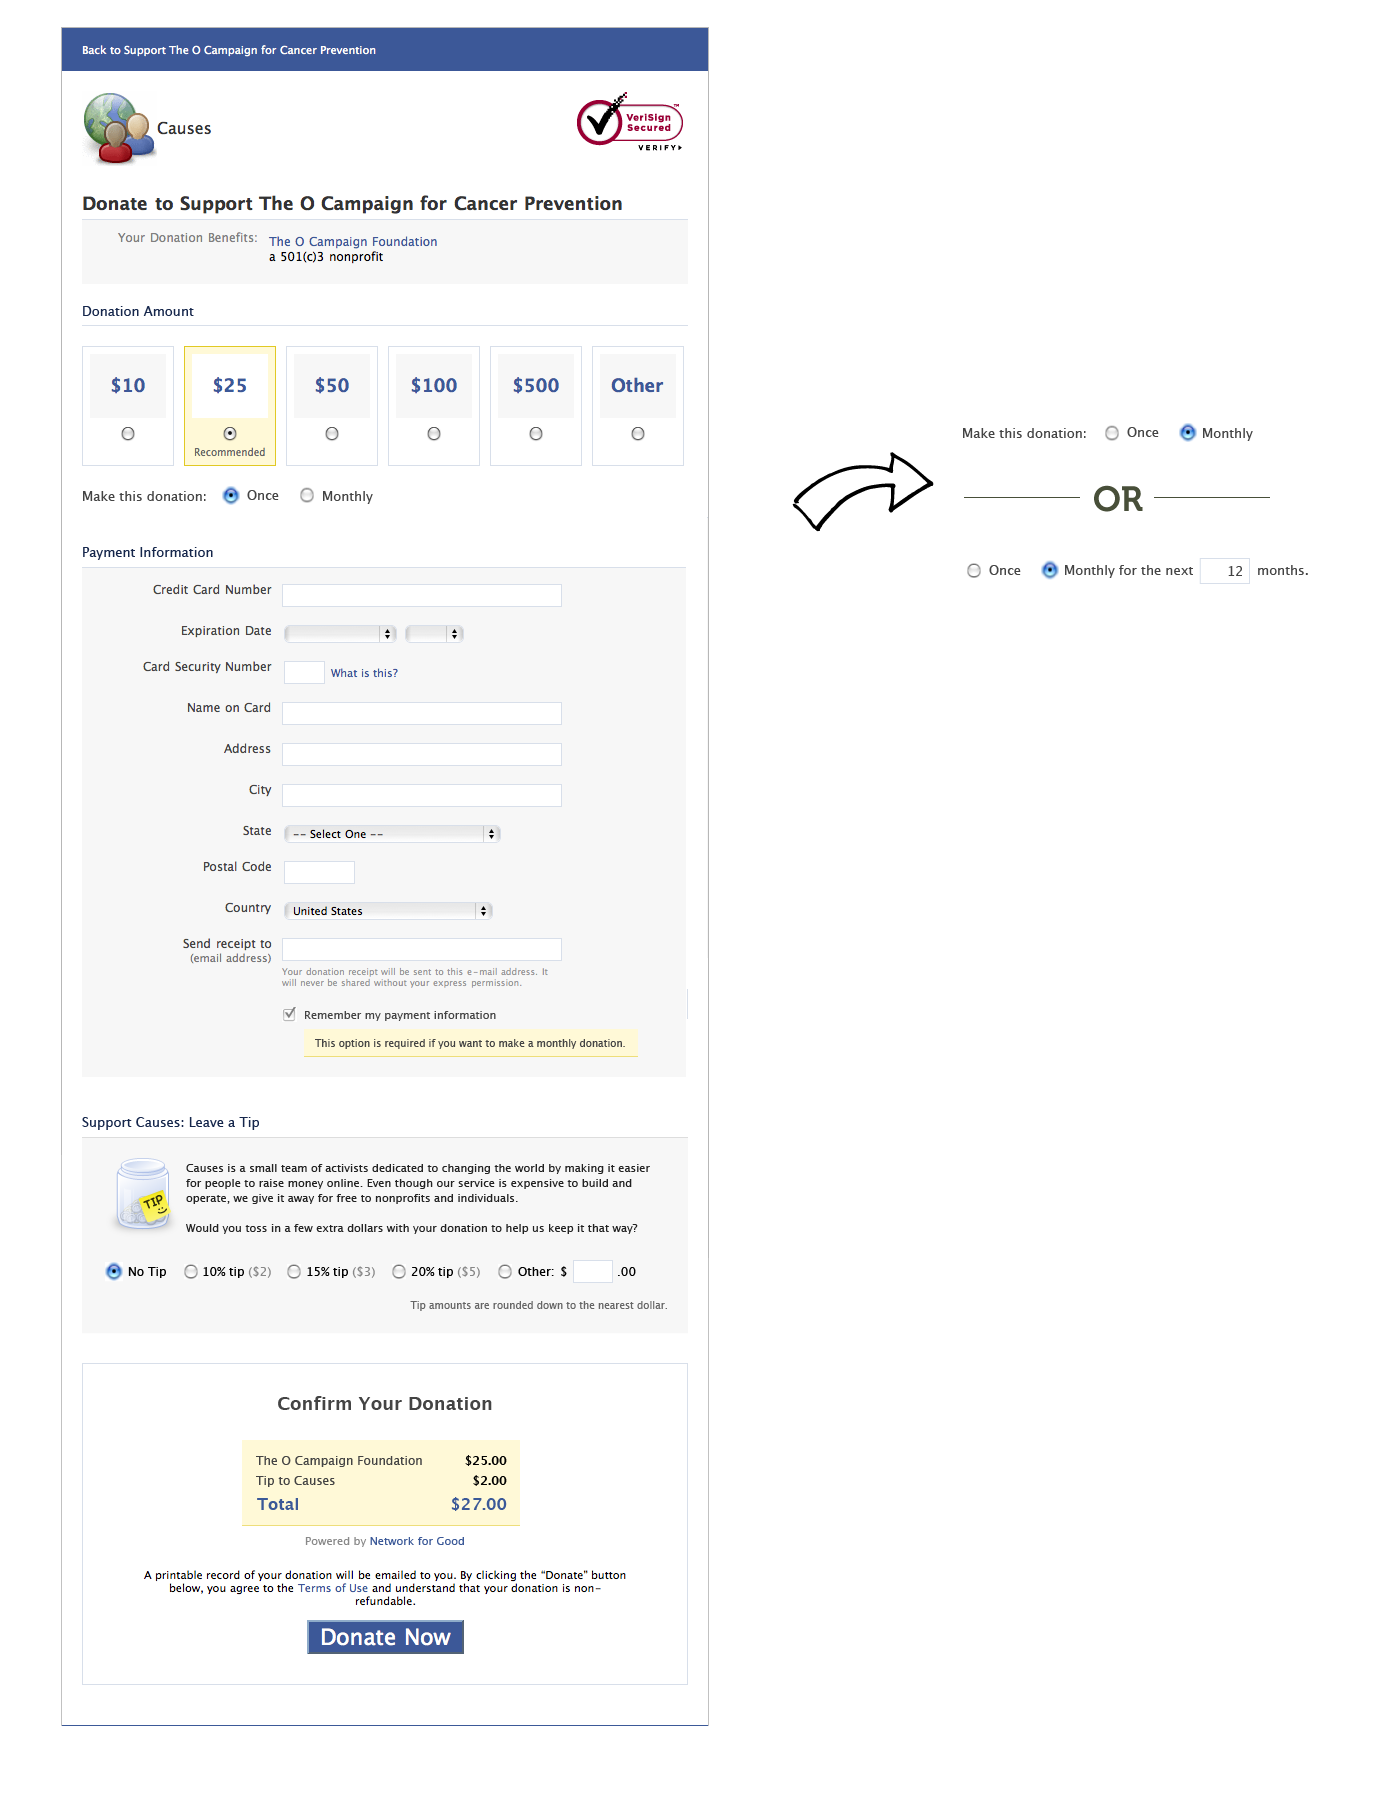 Back to Support The O Campaign for Cancer Prevention
Causes
VeriSign™
Secured
VERIFY
Donate to Support The O Campaign for Cancer Prevention
Your Donation Benefits: The O Campaign Foundation
a 501(c)3 nonprofit
Donation Amount
$10 $25 $50 $100 $500 Other
Recommended
Make this donation: Once Monthly
Payment Information
Credit Card Number
Expiration Date
Card Security Number What is this?
Name on Card
Address
City
State -- Select One --
Postal Code
Country United States
Send receipt to
(email address)
Your donation receipt will be sent to this e-mail address. It
will never be shared without your express permission.
Remember my payment information
This option is required if you want to make a monthly donation.
Support Causes: Leave a Tip
TIP
Causes is a small team of activists dedicated to changing the world by making it easier
for people to raise money online. Even though our service is expensive to build and
operate, we give it away for free to nonprofits and individuals.
Would you toss in a few extra dollars with your donation to help us keep it that way?
No Tip 10% tip ($2) 15% tip ($3) 20% tip ($5) Other: $ .00
Tip amounts are rounded down to the nearest dollar.
Confirm Your Donation
The O Campaign Foundation $25.00
Tip to Causes $2.00
Total $27.00
Powered by Network for Good
A printable record of your donation will be emailed to you. By clicking the "Donate" button
below, you agree to the Terms of Use and understand that your donation is non-
refundable.
Donate Now
Make this donation: Once Monthly
OR
Once Monthly for the next 12 months.